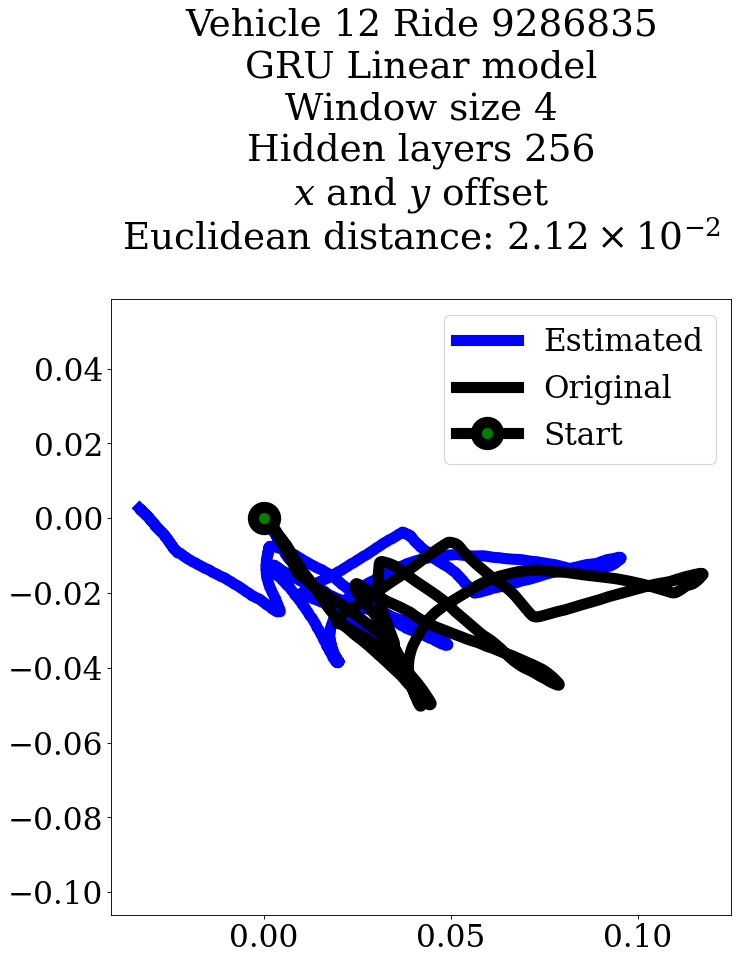 Vehicle 12 Ride 9286835
GRU Linear model
Window size 4
Hidden layers 256
x and y offset
Euclidean distance: 2.12 × 10⁻²
Estimated
Original
Start
0.04
0.02
0.00
−0.02
−0.04
−0.06
−0.08
−0.10
0.00 0.05 0.10